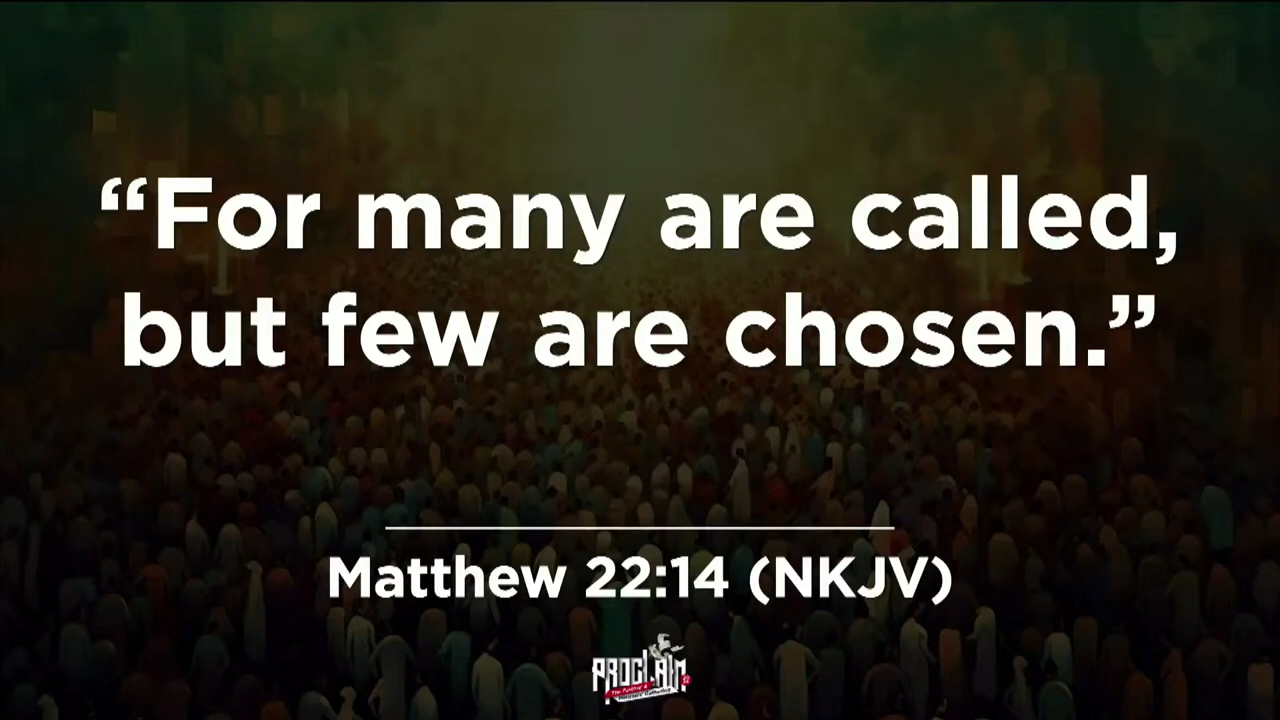 “For many are called,
but few are chosen.”
Matthew 22:14 (NKJV)
PROCLAIM